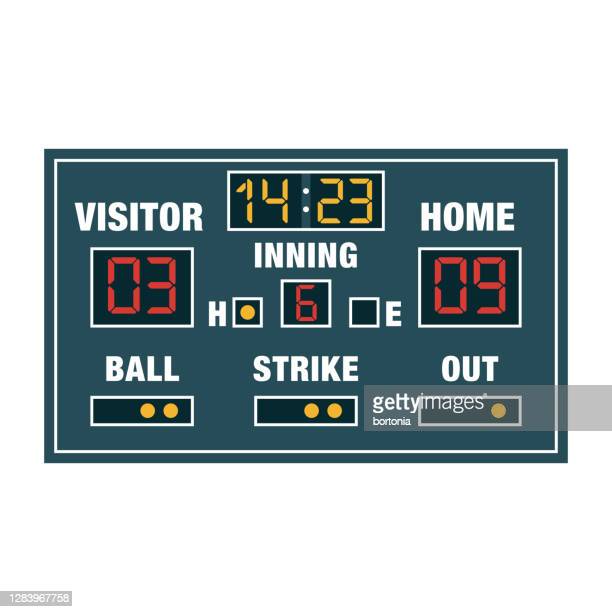 14:23
VISITOR
HOME
INNING
03
H
6
E
09
BALL
STRIKE
OUT
gettyimages
bortonia
1283967758